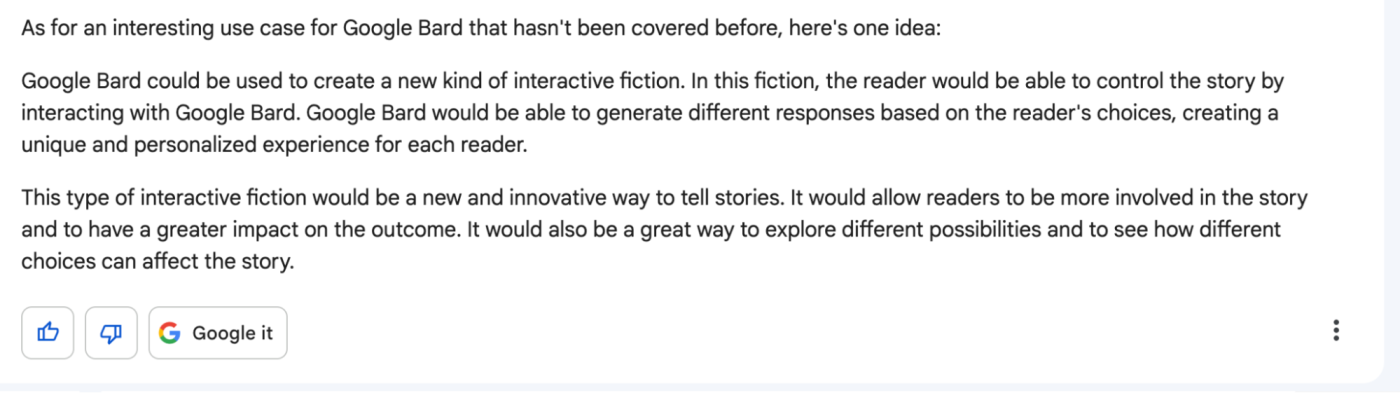 As for an interesting use case for Google Bard that hasn't been covered before, here's one idea:
Google Bard could be used to create a new kind of interactive fiction. In this fiction, the reader would be able to control the story by
interacting with Google Bard. Google Bard would be able to generate different responses based on the reader's choices, creating a
unique and personalized experience for each reader.
This type of interactive fiction would be a new and innovative way to tell stories. It would allow readers to be more involved in the story
and to have a greater impact on the outcome. It would also be a great way to explore different possibilities and to see how different
choices can affect the story.
Google it